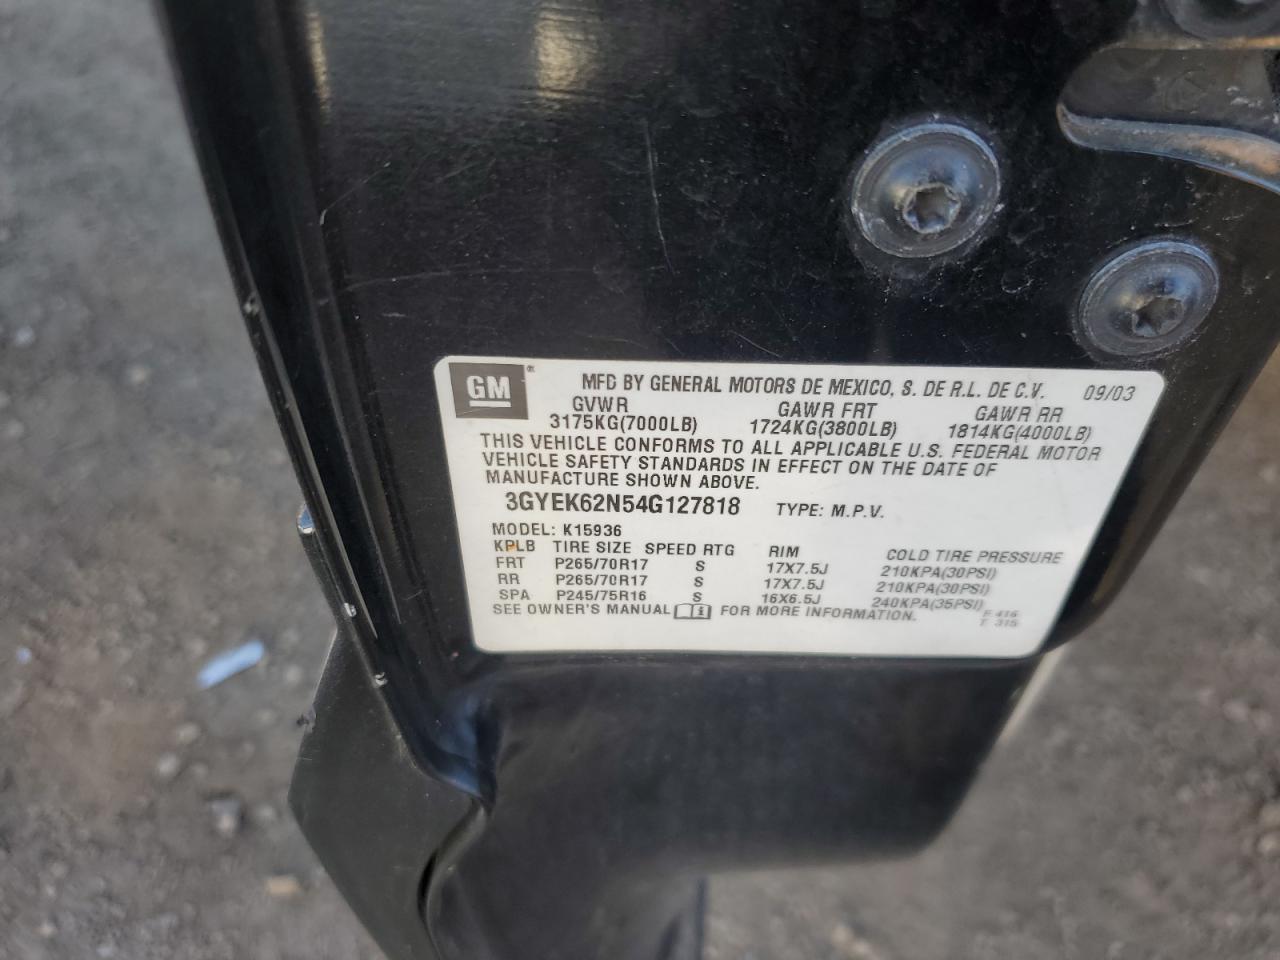 GM® MFD BY GENERAL MOTORS DE MEXICO, S. DE R.L. DE C.V. 09/03
GVWR GAWR FRT GAWR RR
3175KG(7000LB) 1724KG(3800LB) 1814KG(4000LB)
THIS VEHICLE CONFORMS TO ALL APPLICABLE U.S. FEDERAL MOTOR
VEHICLE SAFETY STANDARDS IN EFFECT ON THE DATE OF
MANUFACTURE SHOWN ABOVE.
3GYEK62N54G127818 TYPE: M.P.V.
MODEL: K15936
KPLB TIRE SIZE SPEED RTG RIM COLD TIRE PRESSURE
FRT P265/70R17 S 17X7.5J 210KPA(30PSI)
RR P265/70R17 S 17X7.5J 210KPA(30PSI)
SPA P245/75R16 S 16X6.5J 240KPA(35PSI)
SEE OWNER'S MANUAL FOR MORE INFORMATION. F 416
T 315